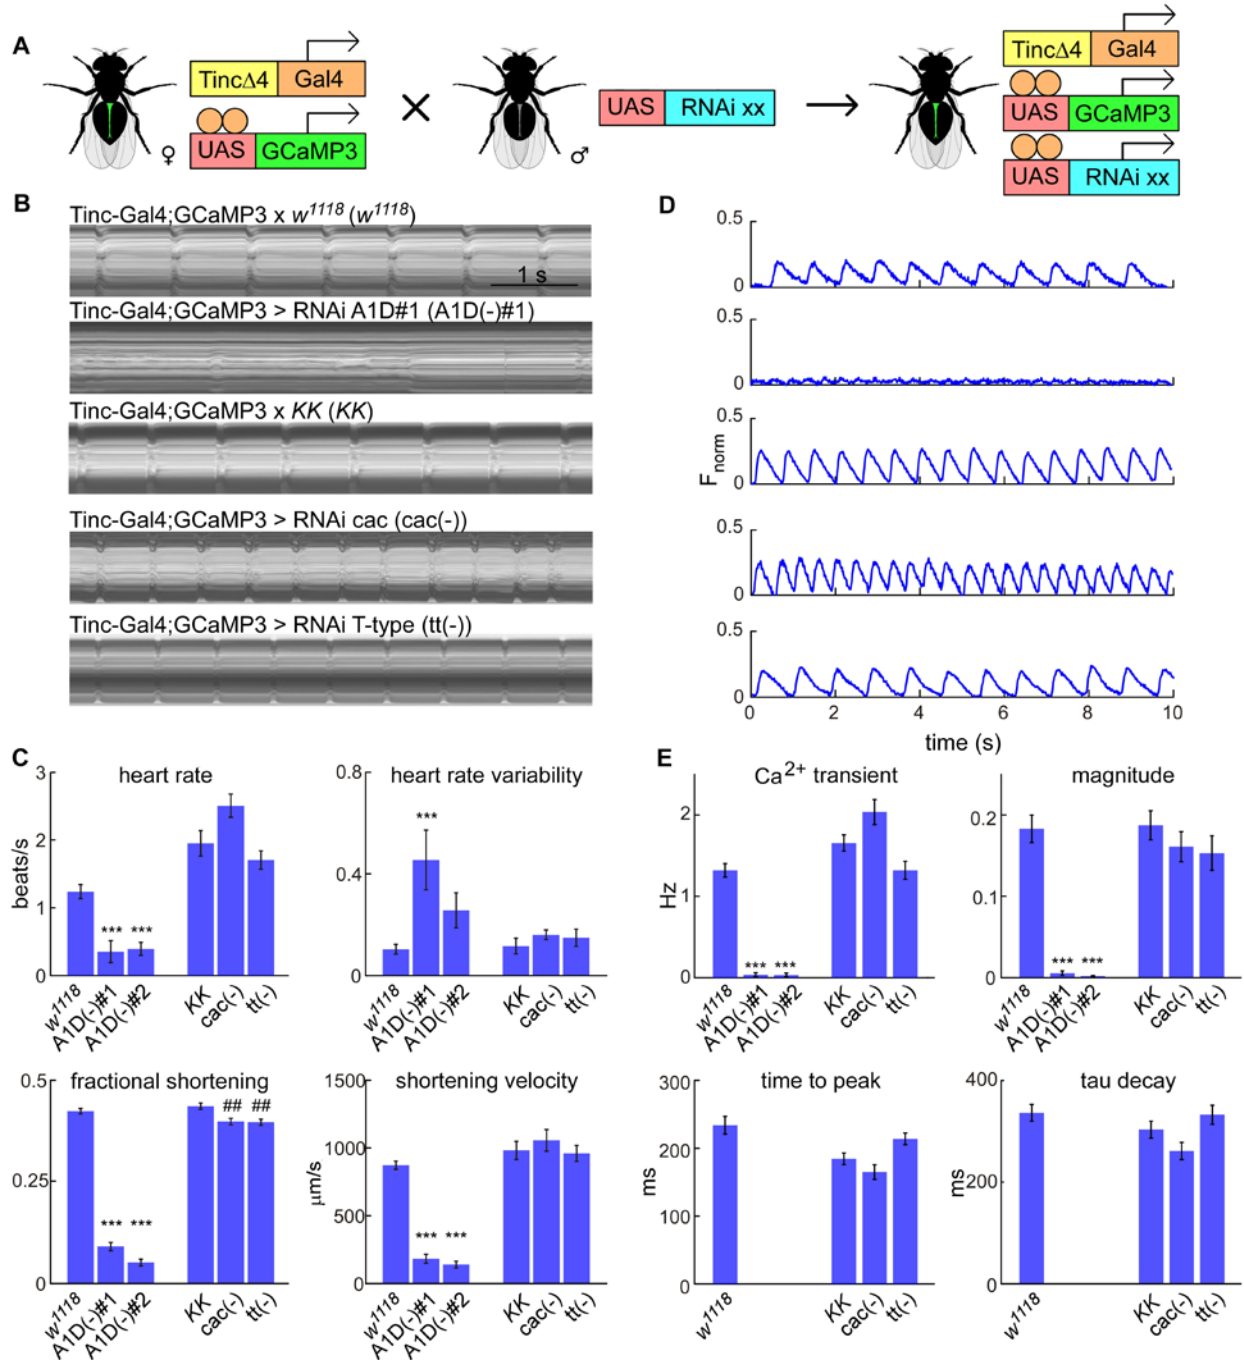 A
TincΔ4 Gal4
UAS GCaMP3
♀
×
UAS RNAi xx
♂
TincΔ4 Gal4
UAS GCaMP3
UAS RNAi xx
B
Tinc-Gal4;GCaMP3 x w1118 (w1118)
1 s
Tinc-Gal4;GCaMP3 > RNAi A1D#1 (A1D(-)#1)
Tinc-Gal4;GCaMP3 x KK (KK)
Tinc-Gal4;GCaMP3 > RNAi cac (cac(-))
Tinc-Gal4;GCaMP3 > RNAi T-type (tt(-))
D
0.5
0
0.5
0
0.5
0
0.5
0
0.5
0
Fnorm
0 2 4 6 8 10
time (s)
C
heart rate
beats/s
3
2
1
0
*** ***
w1118 A1D(-)#1 A1D(-)#2 KK cac(-) tt(-)
heart rate variability
0.8
0.4
0
***
w1118 A1D(-)#1 A1D(-)#2 KK cac(-) tt(-)
fractional shortening
0.5
0.25
0
*** *** ## ##
w1118 A1D(-)#1 A1D(-)#2 KK cac(-) tt(-)
shortening velocity
μm/s
1500
1000
500
0
*** ***
w1118 A1D(-)#1 A1D(-)#2 KK cac(-) tt(-)
E
Ca2+ transient
Hz
2
1
0
*** ***
w1118 A1D(-)#1 A1D(-)#2 KK cac(-) tt(-)
magnitude
0.2
0.1
0
*** ***
w1118 A1D(-)#1 A1D(-)#2 KK cac(-) tt(-)
time to peak
ms
300
200
100
0
w1118 KK cac(-) tt(-)
tau decay
ms
400
200
0
w1118 KK cac(-) tt(-)